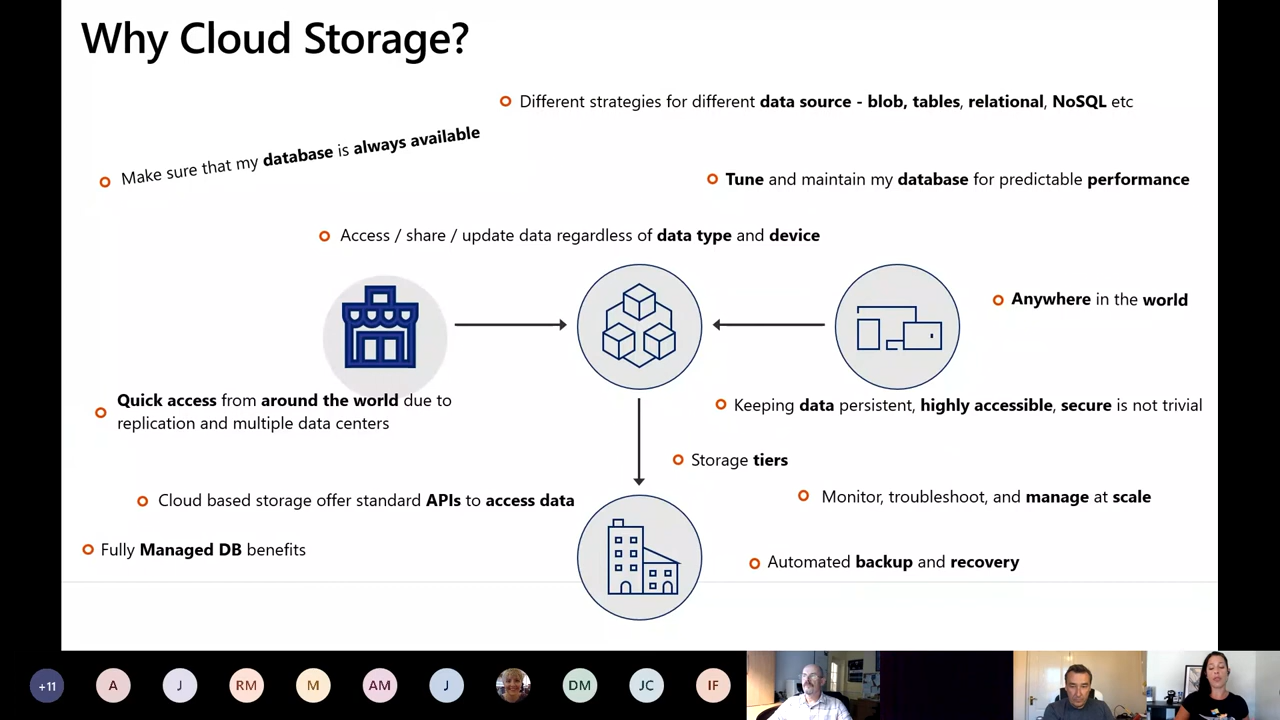 Why Cloud Storage?
Different strategies for different data source - blob, tables, relational, NoSQL etc
Make sure that my database is always available
Tune and maintain my database for predictable performance
Access / share / update data regardless of data type and device
Anywhere in the world
Quick access from around the world due to
replication and multiple data centers
Keeping data persistent, highly accessible, secure is not trivial
Storage tiers
Monitor, troubleshoot, and manage at scale
Cloud based storage offer standard APIs to access data
Fully Managed DB benefits
Automated backup and recovery
+11
A
J
RM
M
AM
J
DM
JC
IF